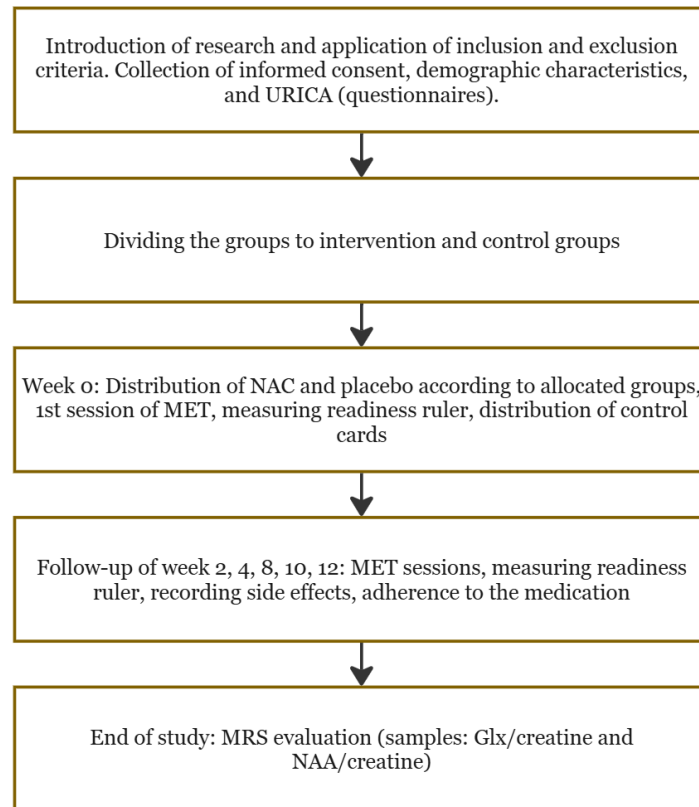 Introduction of research and application of inclusion and exclusion
criteria. Collection of informed consent, demographic characteristics,
and URICA (questionnaires).
Dividing the groups to intervention and control groups
Week 0: Distribution of NAC and placebo according to allocated groups,
1st session of MET, measuring readiness ruler, distribution of control
cards
Follow-up of week 2, 4, 8, 10, 12: MET sessions, measuring readiness
ruler, recording side effects, adherence to the medication
End of study: MRS evaluation (samples: Glx/creatine and
NAA/creatine)